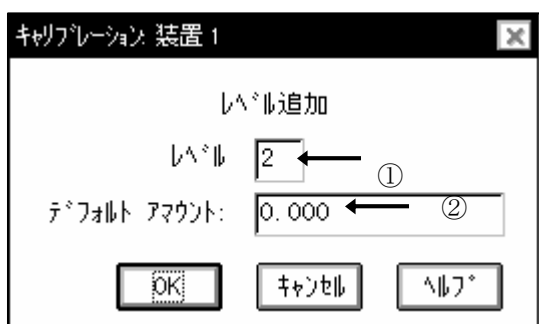 ｷｬﾘﾌﾞﾚｰｼｮﾝ: 装置 1
ﾚﾍﾞﾙ追加
ﾚﾍﾞﾙ 2
①
ﾃﾞﾌｫﾙﾄ ｱﾏｳﾝﾄ: 0.000 ②
OK ｷｬﾝｾﾙ ﾍﾙﾌﾟ